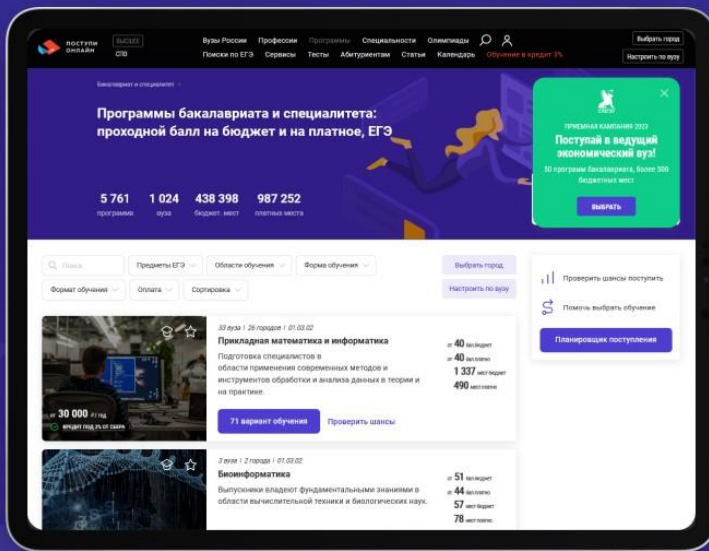 ПОСТУПИ
ОНЛАЙН
ВЫСШЕЕ
СПО
Вузы России Профессии Программы Специальности Олимпиады
Поиски по ЕГЭ Сервисы Тесты Абитуриентам Статьи Календарь Обучение в кредит 3%
Выбрать город
Настроить по вузу
Бакалавриат и специалитет
Программы бакалавриата и специалитета:
проходной балл на бюджет и на платное, ЕГЭ
5 761 1 024 438 398 987 252
программа вуза бюджет. мест платных места
ПРИЕМНАЯ КАМПАНИЯ 2023
Поступай в ведущий
экономический вуз!
50 программ бакалавриата, более 300
бюджетных мест
ВЫБРАТЬ
Поиск Предметы ЕГЭ Области обучения Форма обучения Выбрать город
Формат обучения Оплата Сортировка Настроить по вузу
Проверить шансы поступить
Помочь выбрать обучение
Планировщик поступления
33 вуза | 26 городов | 01.03.02
Прикладная математика и информатика
Подготовка специалистов в
области применения современных методов и
инструментов обработки и анализа данных в теории и
на практике.
71 вариант обучения Проверить шансы
от 40 бал.бюджет
от 40 бал.платно
1 337 мест бюджет
490 мест платно
от 30 000 ₽ / год
КРЕДИТ ПОД 3% ОТ СБЕРА
3 вуза | 2 города | 01.03.02
Биоинформатика
Выпускники владеют фундаментальными знаниями в
области вычислительной техники и биологических наук.
от 51 бал.бюджет
от 44 бал.платно
57 мест бюджет
78 мест платно